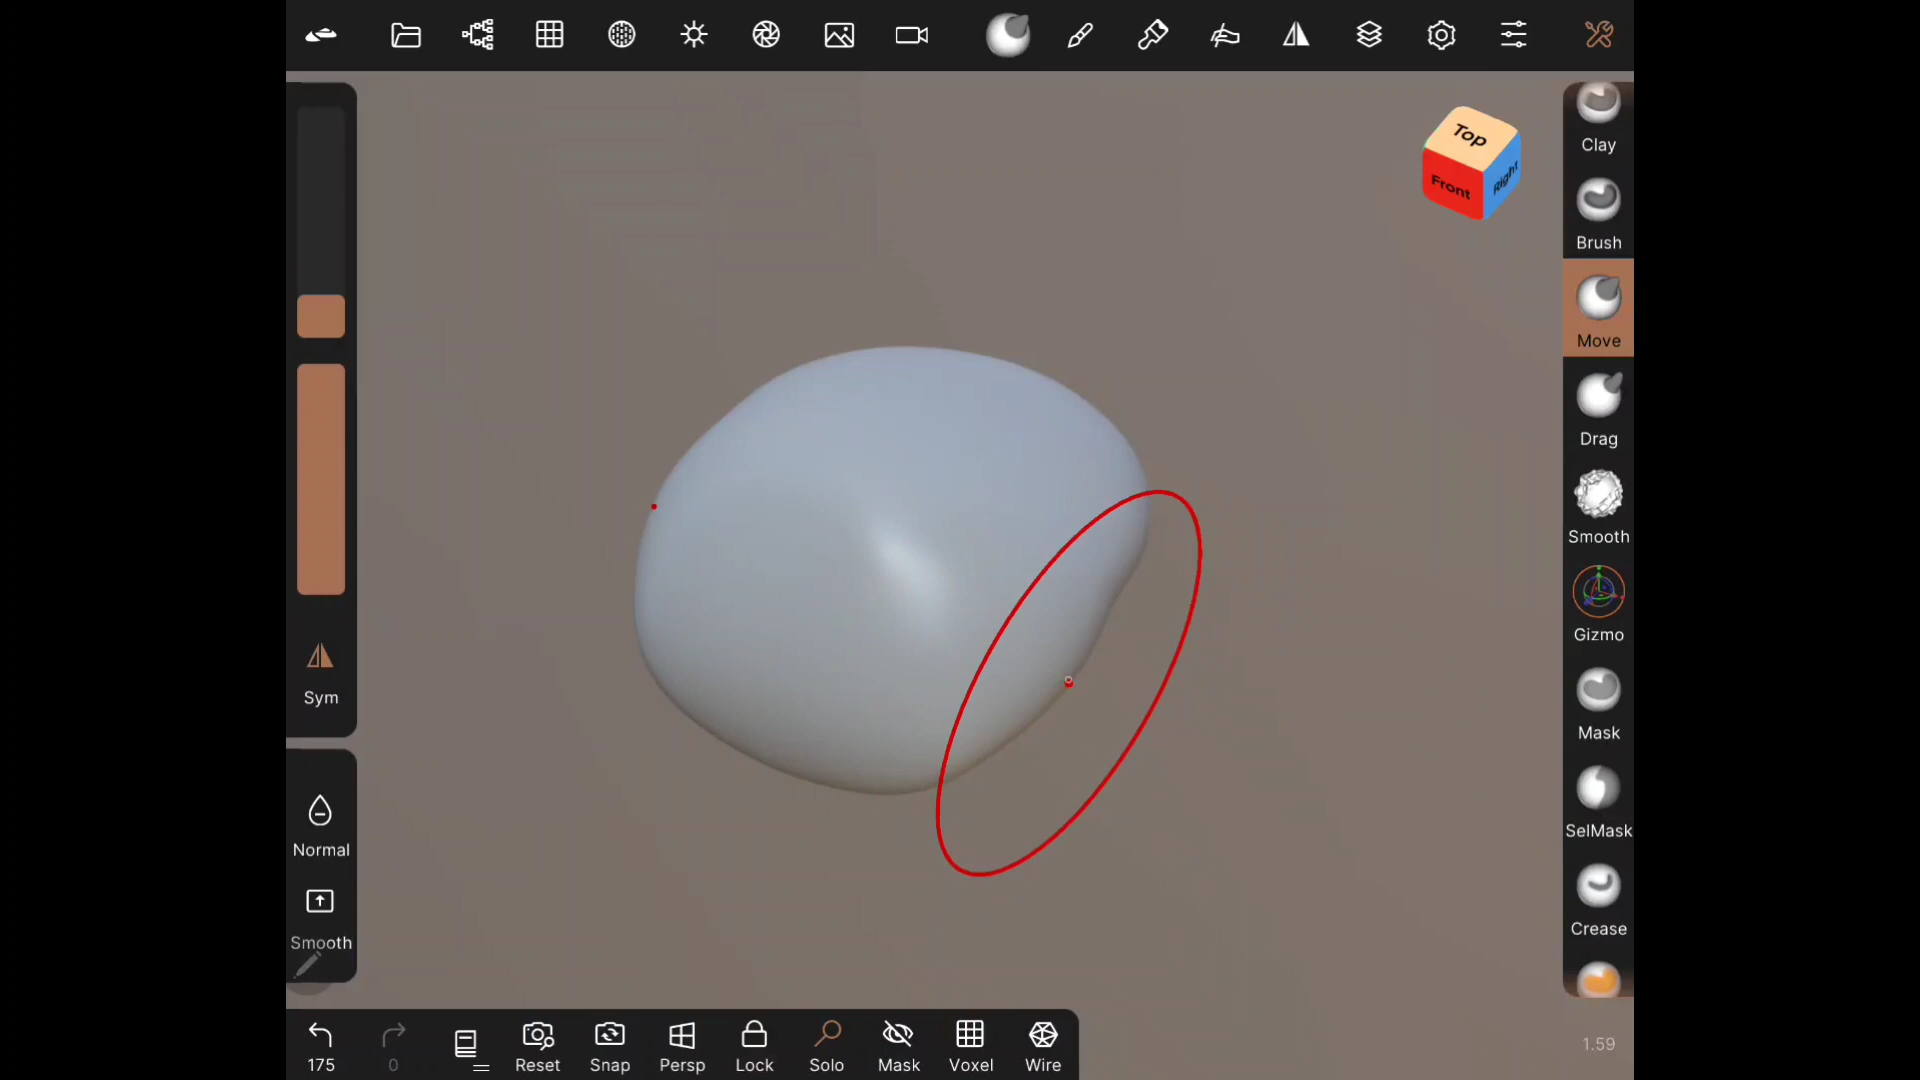 Top
Front
Right
Clay
Brush
Move
Drag
Smooth
Gizmo
Mask
SelMask
Crease
Sym
Normal
Smooth
175
0
Reset
Snap
Persp
Lock
Solo
Mask
Voxel
Wire
1.59